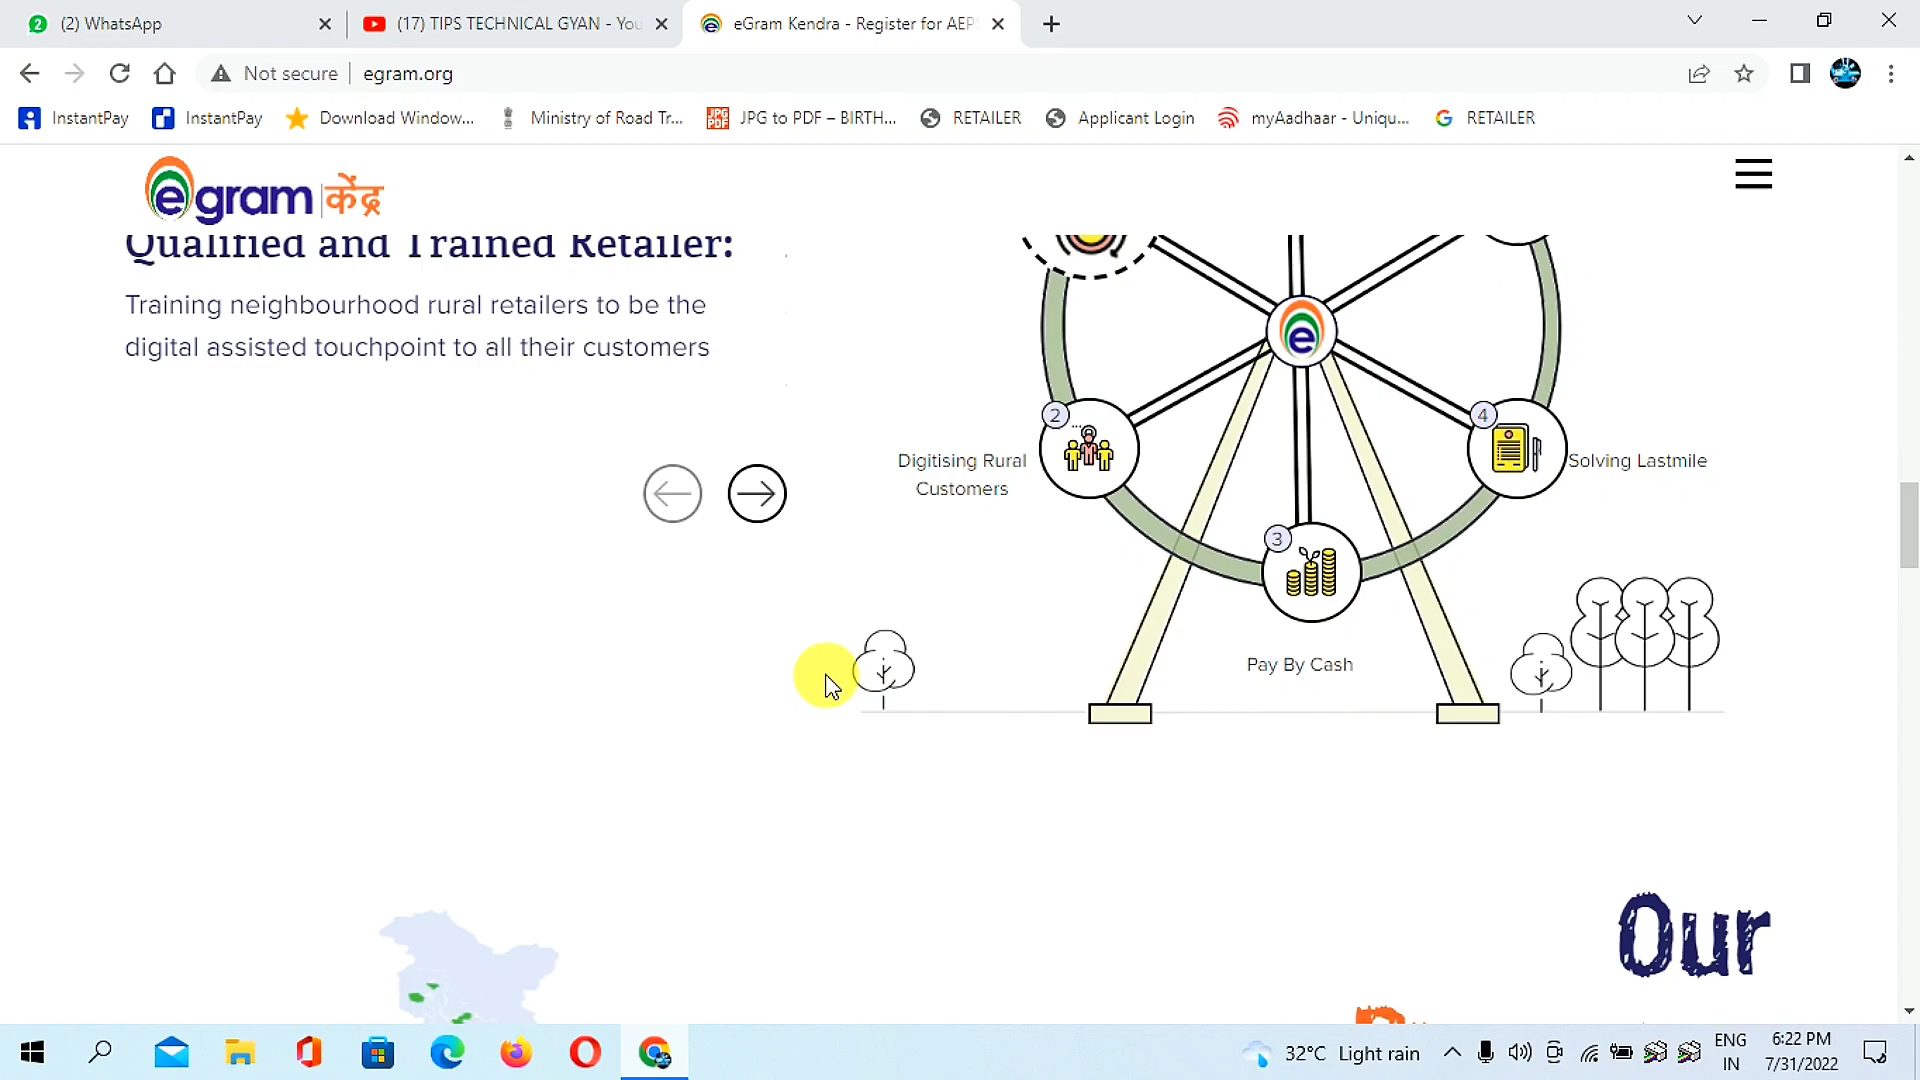 (2) WhatsApp
(17) TIPS TECHNICAL GYAN - You
eGram Kendra - Register for AEP
Not secure
egram.org
InstantPay
InstantPay
Download Window...
Ministry of Road Tr...
JPG to PDF – BIRTH...
RETAILER
Applicant Login
myAadhaar - Uniqu...
RETAILER
egram केंद्र
Qualified and Trained Retailer:
Training neighbourhood rural retailers to be the
digital assisted touchpoint to all their customers
e
2
Digitising Rural
Customers
4
Solving Lastmile
3
Pay By Cash
Our
32°C Light rain
ENG
IN
6:22 PM
7/31/2022